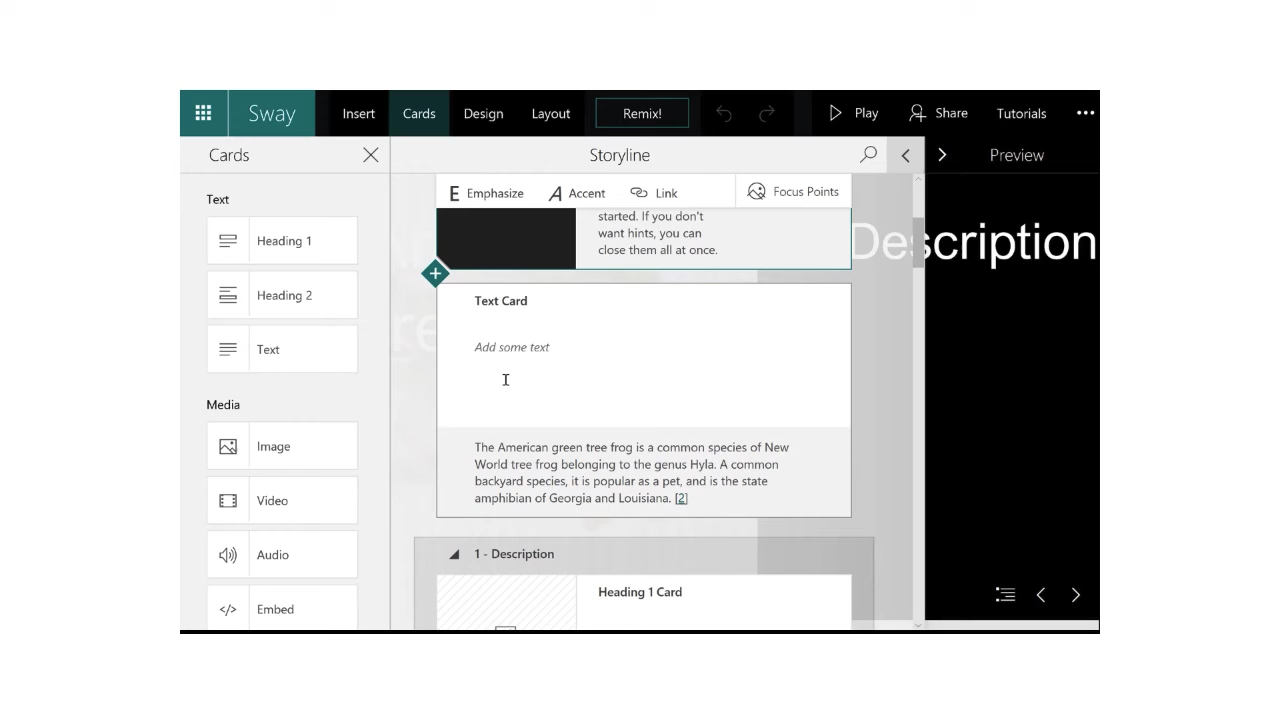 Sway
Insert
Cards
Design
Layout
Remix!
Play
Share
Tutorials
Cards
Storyline
Preview
Text
Heading 1
Heading 2
Text
Media
Image
Video
Audio
Embed
Emphasize
Accent
Link
Focus Points
started. If you don't
want hints, you can
close them all at once.
Text Card
Add some text
The American green tree frog is a common species of New
World tree frog belonging to the genus Hyla. A common
backyard species, it is popular as a pet, and is the state
amphibian of Georgia and Louisiana. [2]
1 - Description
Heading 1 Card
Description